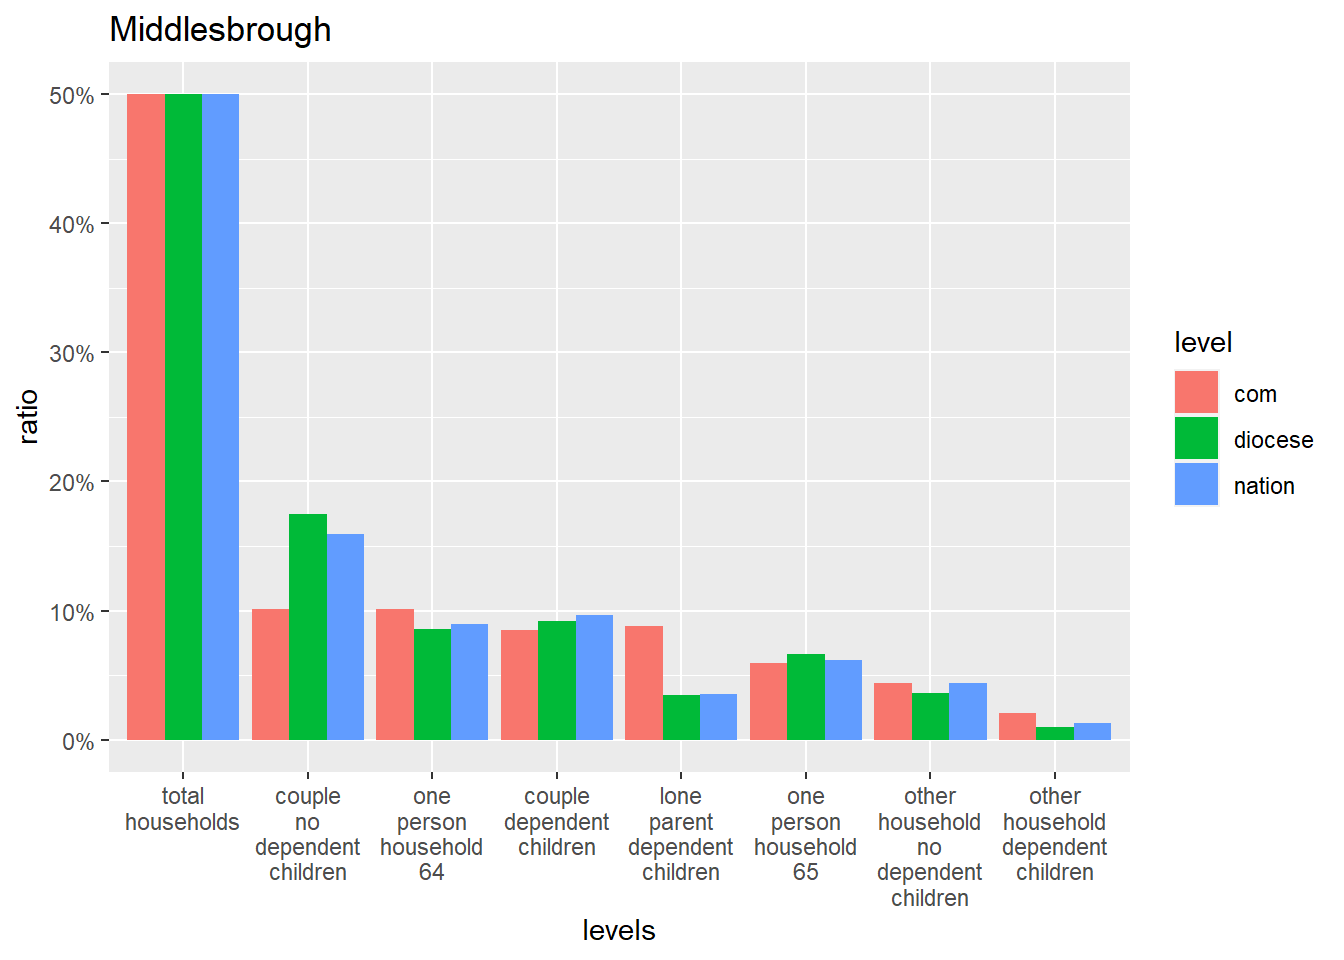 Middlesbrough
50%
40%
30%
20%
10%
0%
ratio
total
households
couple
no
dependent
children
one
person
household
64
couple
dependent
children
lone
parent
dependent
children
one
person
household
65
other
household
no
dependent
children
other
household
dependent
children
levels
level
com
diocese
nation